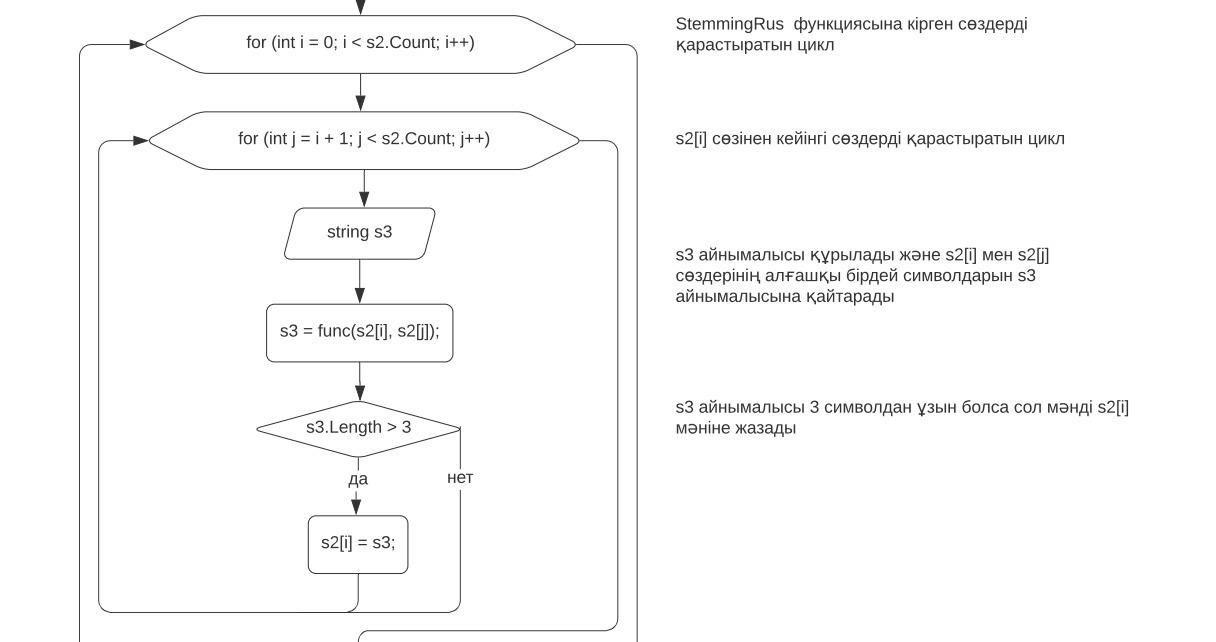 for (int i = 0; i < s2.Count; i++)
StemmingRus  функциясына кірген сөздерді
қарастыратын цикл
for (int j = i + 1; j < s2.Count; j++)
s2[i] сөзінен кейінгі сөздерді қарастыратын цикл
string s3
s3 айнымалысы құрылады және s2[i] мен s2[j]
сөздерінің алғашқы бірдей символдарын s3
айнымалысына қайтарады
s3 = func(s2[i], s2[j]);
s3.Length > 3
s3 айнымалысы 3 символдан ұзын болса сол мәнді s2[i]
мәніне жазады
да
нет
s2[i] = s3;